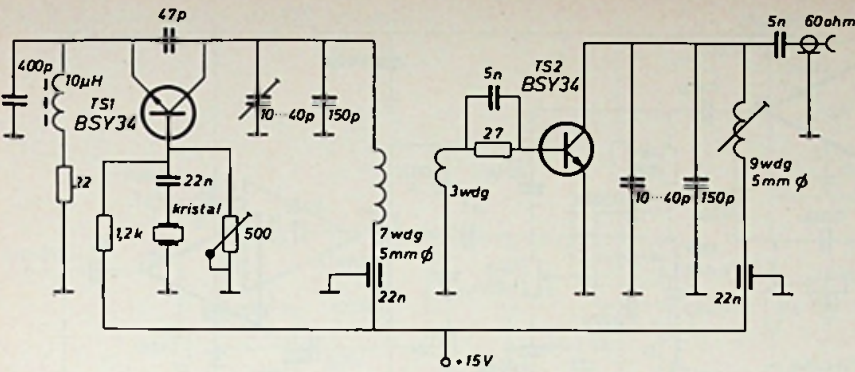 47p
5n
60ohm
400p
10µH
TS1
BSY34
10...40p
150p
5n
TS2
BSY34
27
3wdg
22n
kristal
1,2k
500
7wdg
5mm ϕ
22n
10...40p
150p
9wdg
5mm ϕ
22n
+15V